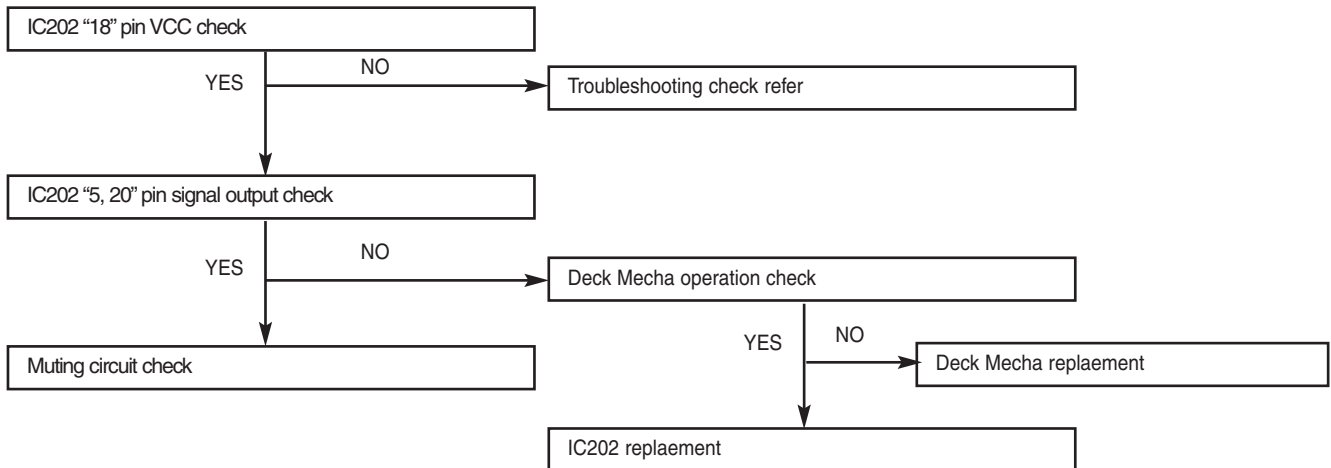 IC202 “18” pin VCC check
NO
YES
Troubleshooting check refer
IC202 “5, 20” pin signal output check
NO
YES
Deck Mecha operation check
YES
NO
Muting circuit check
Deck Mecha replaement
IC202 replaement